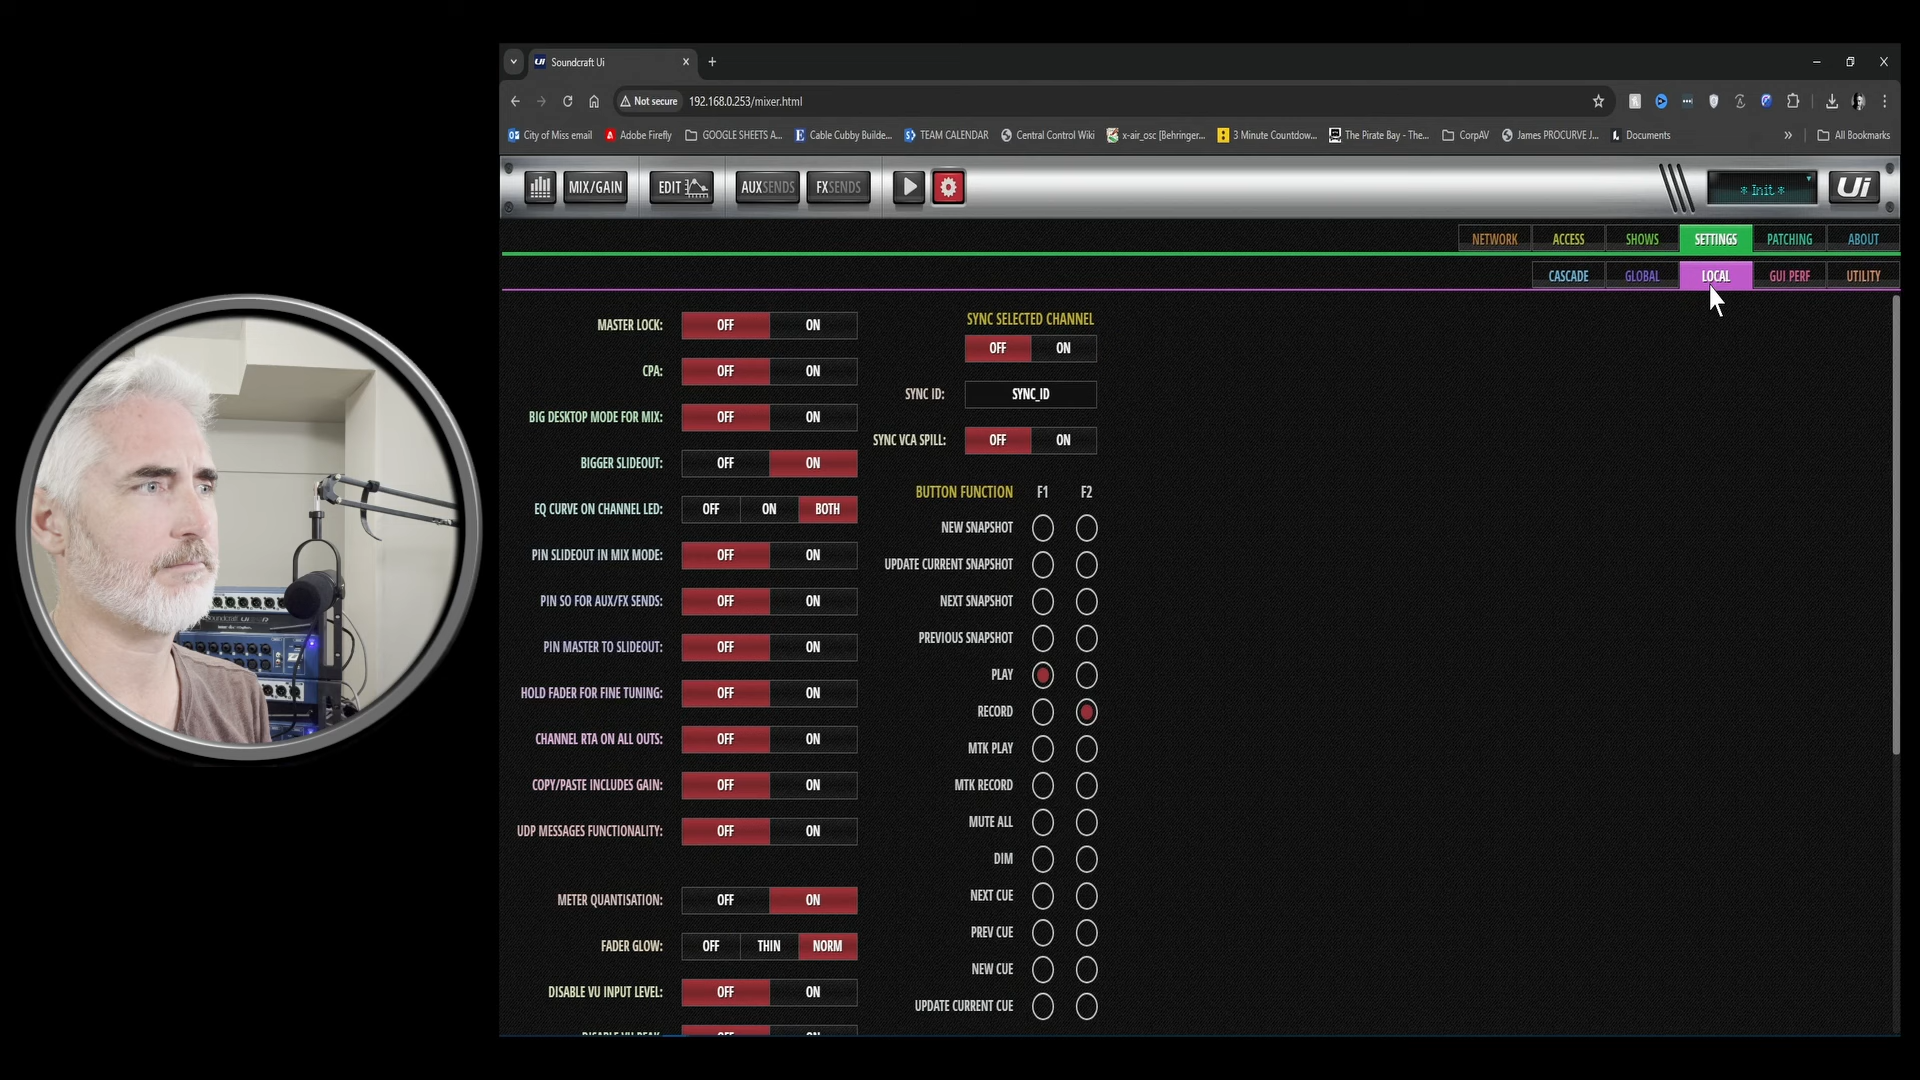 Soundcraft Ui
Not secure 192.168.0.253/mixer.html
City of Miss email Adobe Firefly GOOGLE SHEETS A... Cable Cubby Builde... TEAM CALENDAR Central Control Wiki x-air_osc [Behringer... 3 Minute Countdow... The Pirate Bay - The... CorpAV James PROCURVE J... Documents » All Bookmarks
MIX/GAIN EDIT AUXSENDS FXSENDS * Init * Ui
NETWORK ACCESS SHOWS SETTINGS PATCHING ABOUT
CASCADE GLOBAL LOCAL GUI PERF UTILITY
MASTER LOCK: OFF ON
CPA: OFF ON
BIG DESKTOP MODE FOR MIX: OFF ON
BIGGER SLIDEOUT: OFF ON
EQ CURVE ON CHANNEL LED: OFF ON BOTH
PIN SLIDEOUT IN MIX MODE: OFF ON
PIN SO FOR AUX/FX SENDS: OFF ON
PIN MASTER TO SLIDEOUT: OFF ON
HOLD FADER FOR FINE TUNING: OFF ON
CHANNEL RTA ON ALL OUTS: OFF ON
COPY/PASTE INCLUDES GAIN: OFF ON
UDP MESSAGES FUNCTIONALITY: OFF ON
METER QUANTISATION: OFF ON
FADER GLOW: OFF THIN NORM
DISABLE VU INPUT LEVEL: OFF ON
SYNC SELECTED CHANNEL
OFF ON
SYNC ID: SYNC_ID
SYNC VCA SPILL: OFF ON
BUTTON FUNCTION F1 F2
NEW SNAPSHOT
UPDATE CURRENT SNAPSHOT
NEXT SNAPSHOT
PREVIOUS SNAPSHOT
PLAY
RECORD
MTK PLAY
MTK RECORD
MUTE ALL
DIM
NEXT CUE
PREV CUE
NEW CUE
UPDATE CURRENT CUE